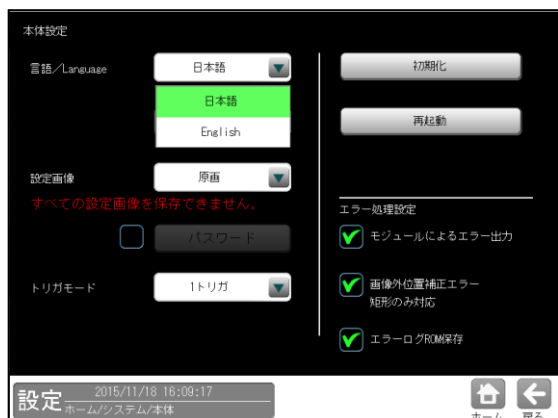 本体設定
言語/Language
日本語
日本語
English
設定画像
原画
すべての設定画像を保存できません。
パスワード
トリガモード
1トリガ
初期化
再起動
エラー処理設定
モジュールによるエラー出力
画像外位置補正エラー
矩形のみ対応
エラーログROM保存
設定
2015/11/18 16:09:17
ホーム/システム/本体
ホーム
戻る